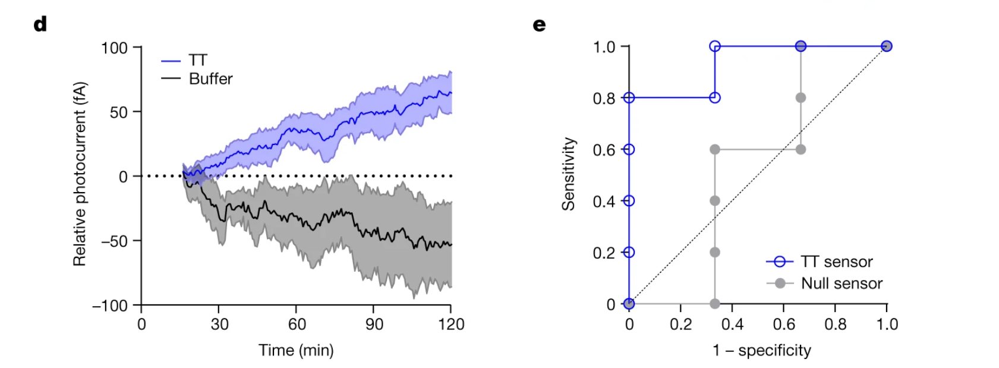 d
100
50
0
−50
−100
Relative photocurrent (fA)
TT
Buffer
0 30 60 90 120
Time (min)
e
1.0
0.8
0.6
0.4
0.2
0
Sensitivity
TT sensor
Null sensor
0 0.2 0.4 0.6 0.8 1.0
1 – specificity